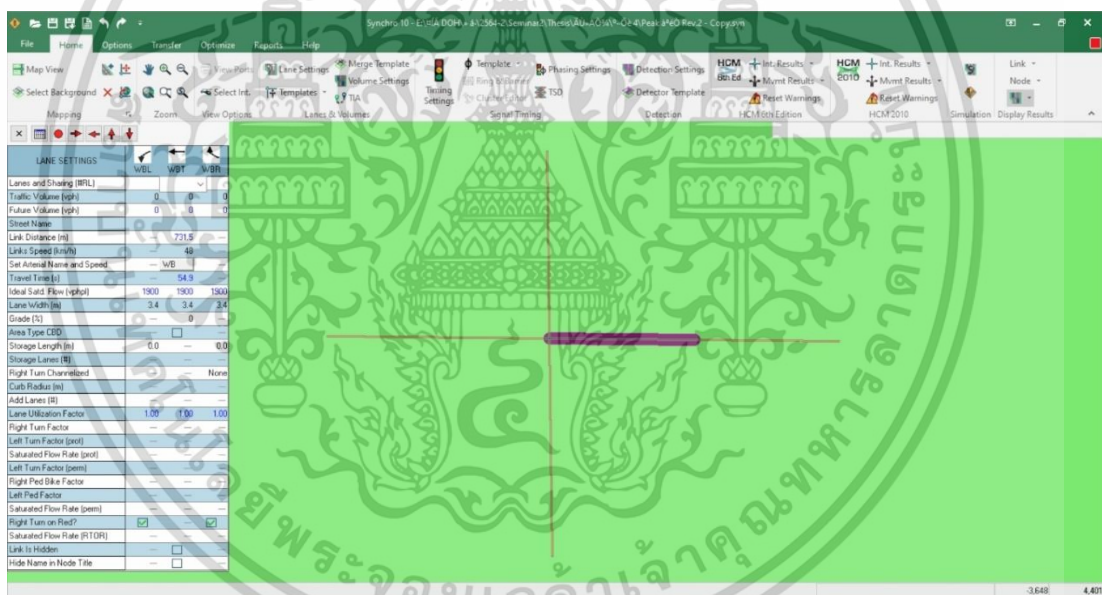 Synchro 10 - E:\
File Home Options Transfer Optimize Reports Help
Map View
Select Background
Mapping
Zoom
View Ports
Select Int.
View Options
Lane Settings
Templates
Merge Template
Volume Settings
TIA
Lanes & Volumes
Timing
Settings
Template
TSD
Phasing Settings
Signal Timing
Detection Settings
Detector Template
Detection
HCM
6th Ed
Int. Results
Mvmt Results
Reset Warnings
HCM 6th Edition
HCM
2010
Int. Results
Mvmt Results
Reset Warnings
HCM 2010
Simulation
Link
Node
Display Results
LANE SETTINGS WBL WBT WBR
Lanes and Sharing (#RL)
Traffic Volume (vph) 0 0 0
Future Volume (vph) 0 0 0
Street Name
Link Distance (m) — 731.5 —
Links Speed (km/h) — 48 —
Set Arterial Name and Speed — WB —
Travel Time (s) — 54.9 —
Ideal Satd. Flow (vphpl) 1900 1900 1900
Lane Width (m) 3.4 3.4 3.4
Grade (%) — 0 —
Area Type CBD — —
Storage Length (m) 0.0 — 0.0
Storage Lanes (#) — —
Right Turn Channelized — — None
Curb Radius (m) — — —
Add Lanes (#) — — —
Lane Utilization Factor 1.00 1.00 1.00
Right Turn Factor — — —
Left Turn Factor (prot) — — —
Saturated Flow Rate (prot) — — —
Left Turn Factor (perm) — — —
Right Ped Bike Factor — — —
Left Ped Factor — — —
Saturated Flow Rate (perm) — — —
Right Turn on Red? —
Saturated Flow Rate (RTOR) — — —
Link Is Hidden — —
Hide Name in Node Title — —
-3,648 4,401